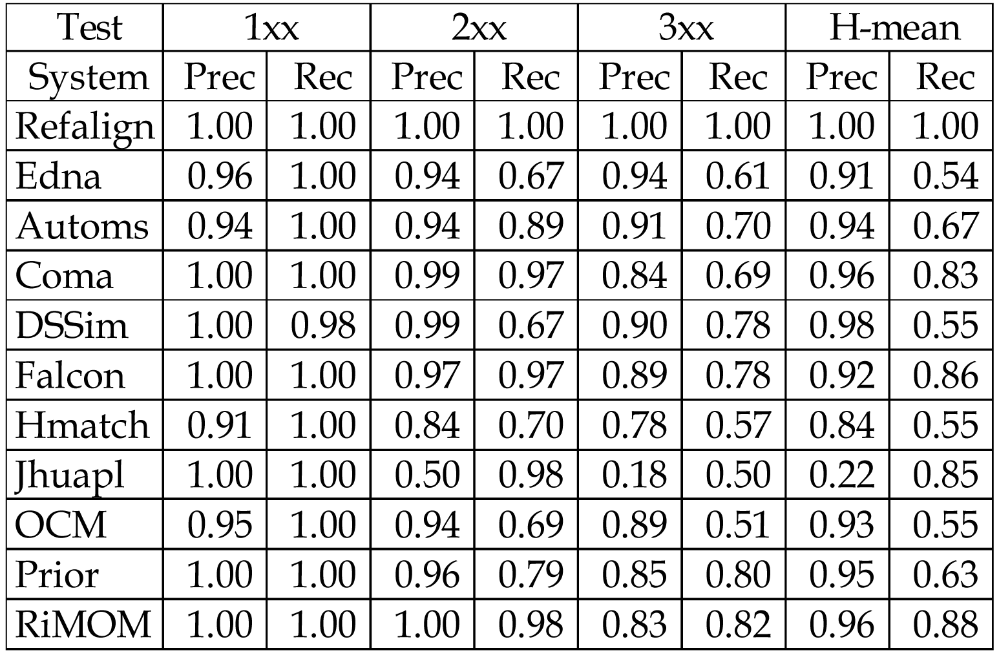 Test 1xx 2xx 3xx H-mean
System Prec Rec Prec Rec Prec Rec Prec Rec
Refalign 1.00 1.00 1.00 1.00 1.00 1.00 1.00 1.00
Edna 0.96 1.00 0.94 0.67 0.94 0.61 0.91 0.54
Automs 0.94 1.00 0.94 0.89 0.91 0.70 0.94 0.67
Coma 1.00 1.00 0.99 0.97 0.84 0.69 0.96 0.83
DSSim 1.00 0.98 0.99 0.67 0.90 0.78 0.98 0.55
Falcon 1.00 1.00 0.97 0.97 0.89 0.78 0.92 0.86
Hmatch 0.91 1.00 0.84 0.70 0.78 0.57 0.84 0.55
Jhuapl 1.00 1.00 0.50 0.98 0.18 0.50 0.22 0.85
OCM 0.95 1.00 0.94 0.69 0.89 0.51 0.93 0.55
Prior 1.00 1.00 0.96 0.79 0.85 0.80 0.95 0.63
RiMOM 1.00 1.00 1.00 0.98 0.83 0.82 0.96 0.88